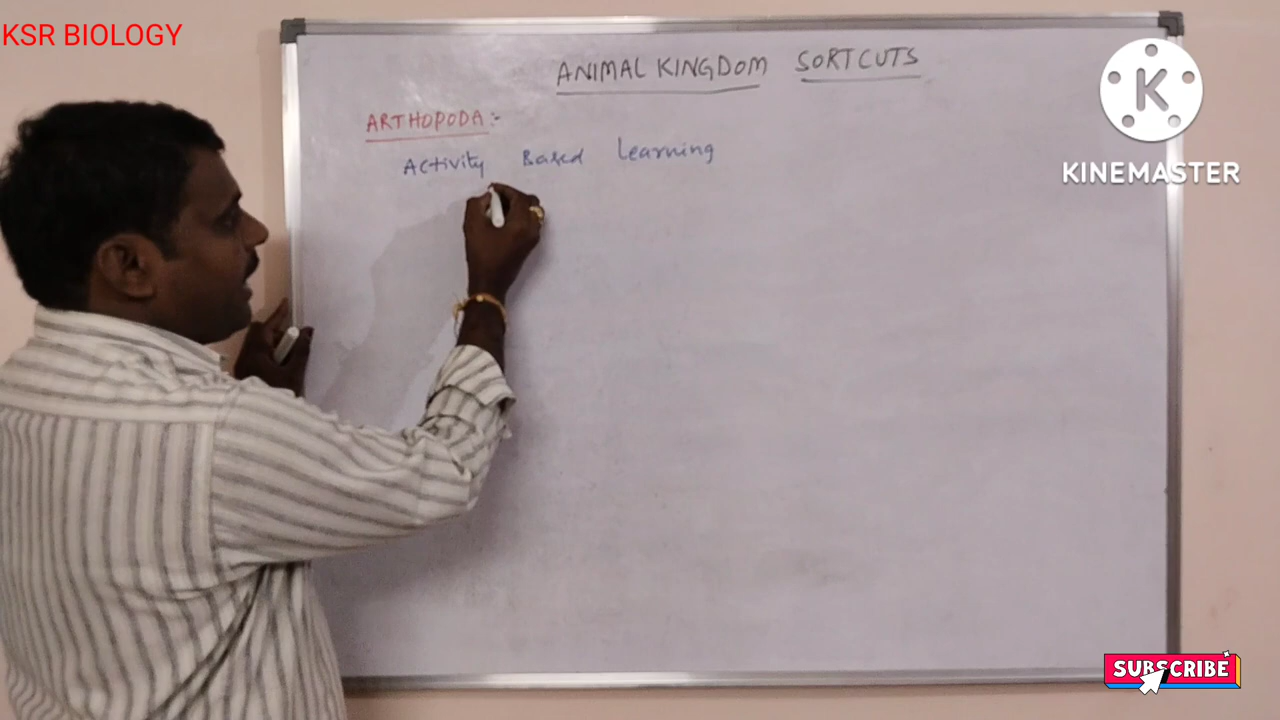 KSR BIOLOGY
ANIMAL KINGDOM SORTCUTS
ARTHOPODA:-
Activity Based Learning
K
KINEMASTER
SUBSCRIBE